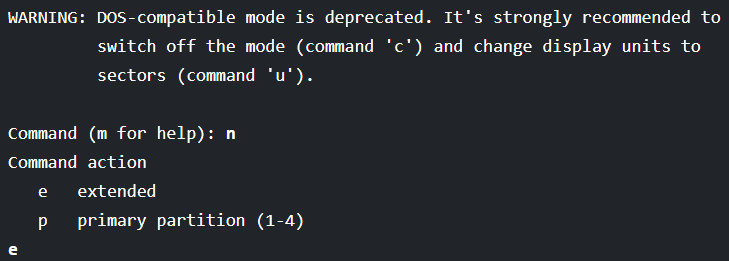 WARNING: DOS-compatible mode is deprecated. It's strongly recommended to
switch off the mode (command 'c') and change display units to
sectors (command 'u').
Command (m for help): n
Command action
e extended
p primary partition (1-4)
e